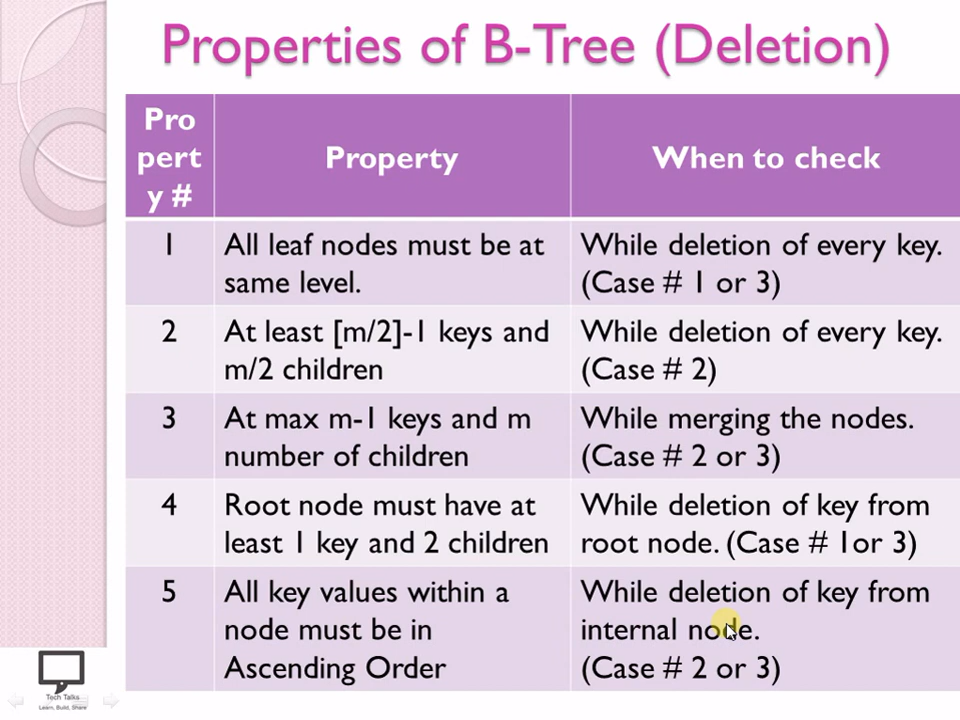 Properties of B-Tree (Deletion)
Pro
pert
y #
Property
When to check
1
All leaf nodes must be at
same level.
While deletion of every key.
(Case # 1 or 3)
2
At least [m/2]-1 keys and
m/2 children
While deletion of every key.
(Case # 2)
3
At max m-1 keys and m
number of children
While merging the nodes.
(Case # 2 or 3)
4
Root node must have at
least 1 key and 2 children
While deletion of key from
root node. (Case # 1or 3)
5
All key values within a
node must be in
Ascending Order
While deletion of key from
internal node.
(Case # 2 or 3)
Tech Talks
Learn, Build, Share